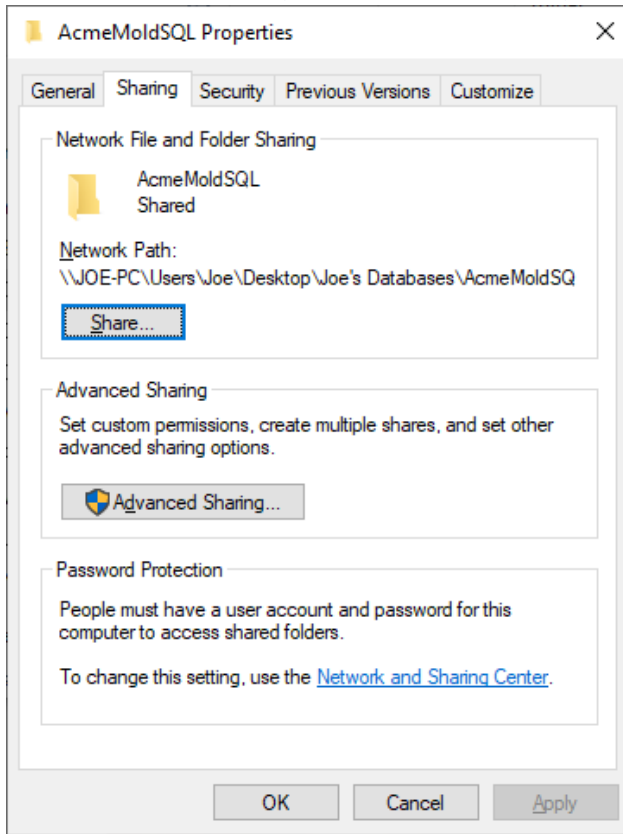 AcmeMoldSQL Properties
General Sharing Security Previous Versions Customize
Network File and Folder Sharing
AcmeMoldSQL
Shared
Network Path:
\\JOE-PC\Users\Joe\Desktop\Joe's Databases\AcmeMoldSQ
Share...
Advanced Sharing
Set custom permissions, create multiple shares, and set other
advanced sharing options.
Advanced Sharing...
Password Protection
People must have a user account and password for this
computer to access shared folders.
To change this setting, use the Network and Sharing Center.
OK Cancel Apply